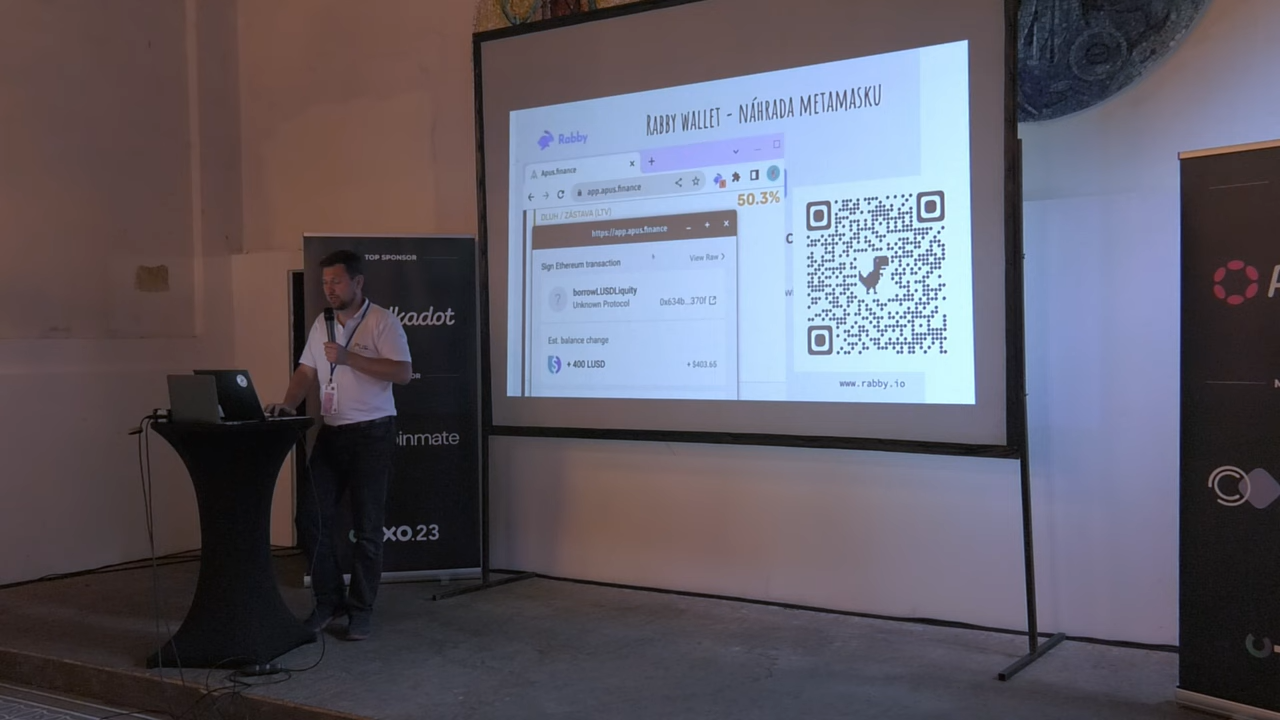 RABBY WALLET - NÁHRADA METAMASKU
Rabby
Apus.finance
app.apus.finance
50.3%
DLUH / ZÁSTAVA (LTV)
https://app.apus.finance
Sign Ethereum transaction
View Raw
borrowLUSDLiquity
Unknown Protocol
0x634b...370f
Est. balance change
+ 400 LUSD
+ $403.65
www.rabby.io
TOP SPONSOR
lkadot
oinmate
XO.23